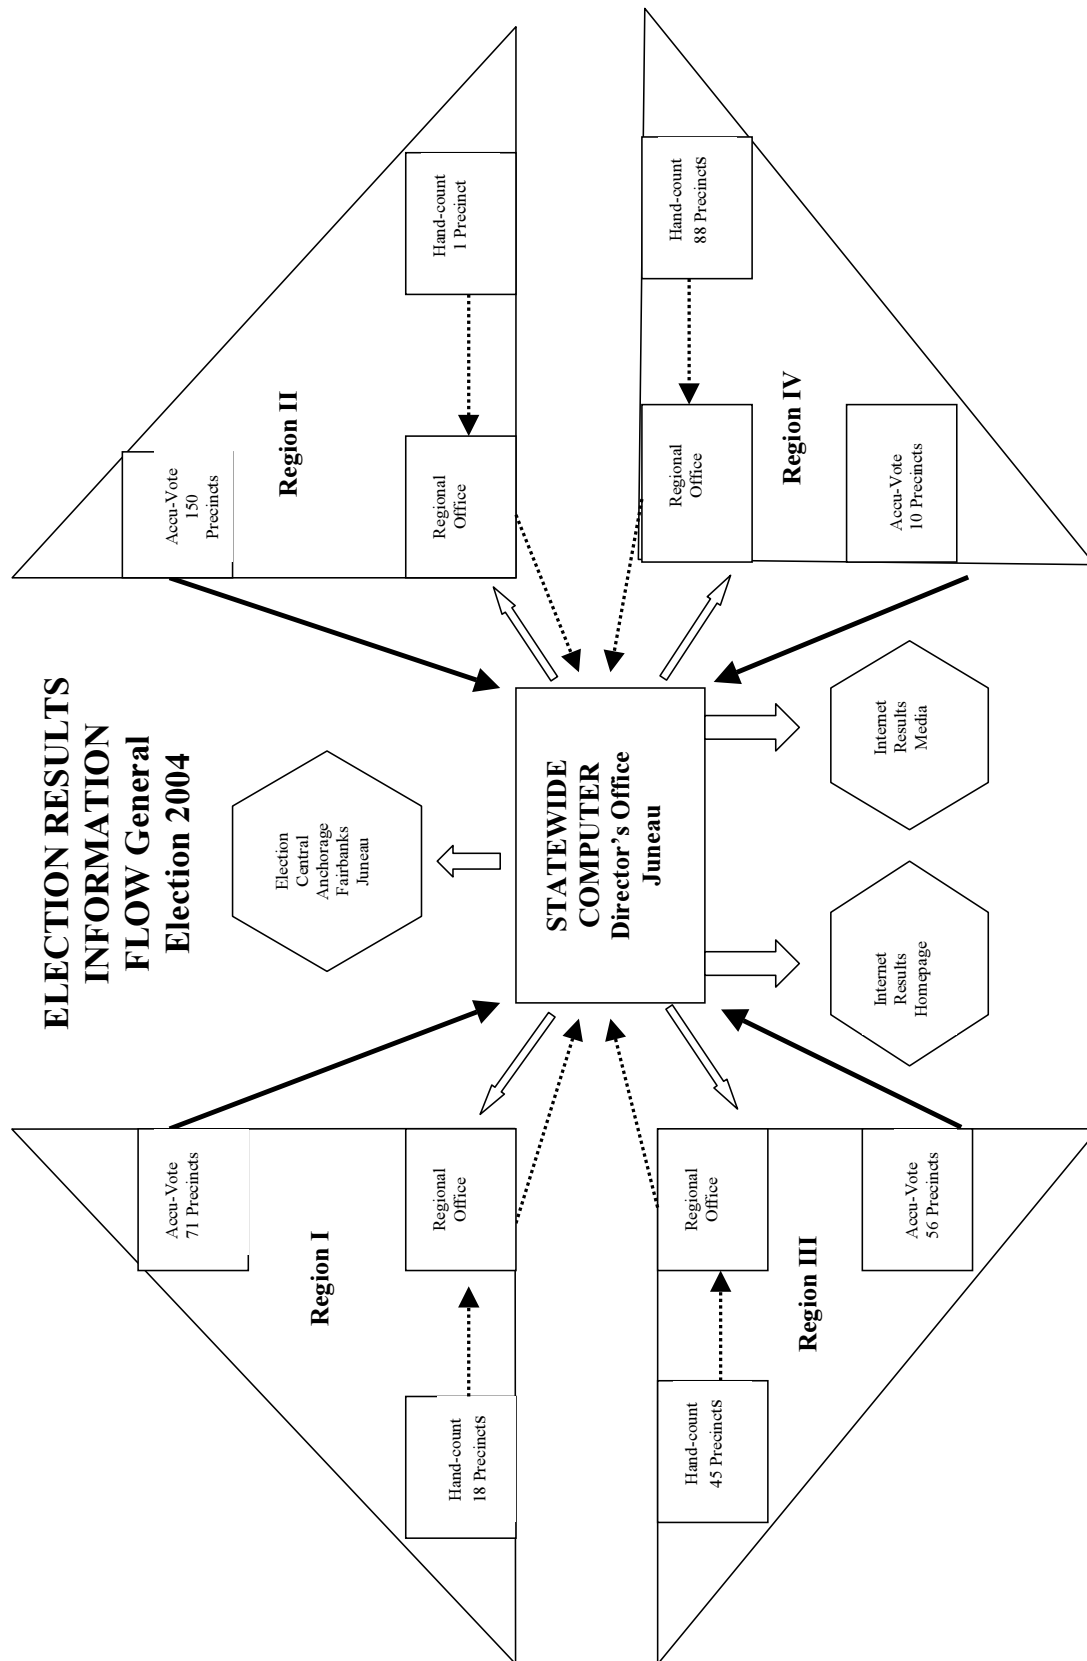 ELECTION RESULTS
INFORMATION
FLOW General
Election 2004
Accu-Vote
71 Precincts
Region I
Hand-count
18 Precincts
Regional
Office
Election
Central
Anchorage
Fairbanks
Juneau
Accu-Vote
150
Precincts
Region II
Regional
Office
Hand-count
1 Precinct
STATEWIDE
COMPUTER
Director's Office
Juneau
Hand-count
45 Precincts
Regional
Office
Region III
Accu-Vote
56 Precincts
Internet
Results
Homepage
Internet
Results
Media
Regional
Office
Hand-count
88 Precincts
Region IV
Accu-Vote
10 Precincts